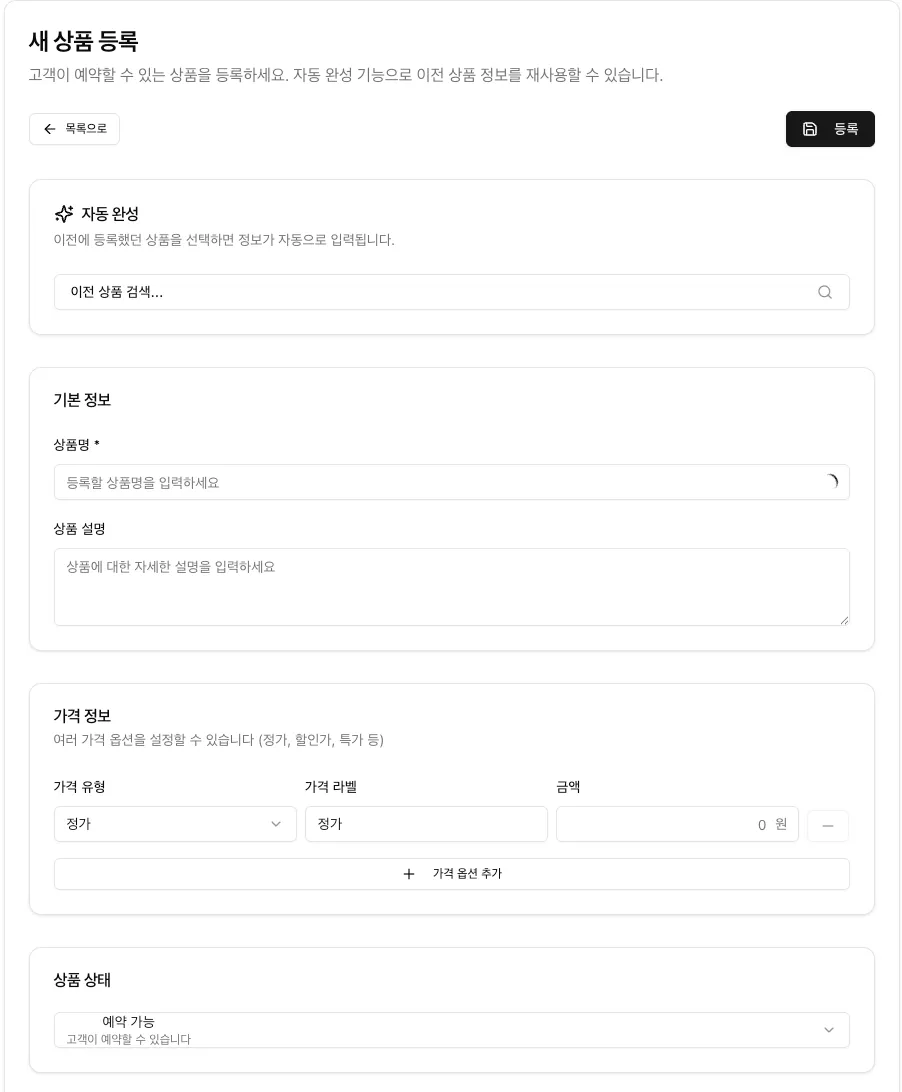 새 상품 등록
고객이 예약할 수 있는 상품을 등록하세요. 자동 완성 기능으로 이전 상품 정보를 재사용할 수 있습니다.
목록으로
등록
자동 완성
이전에 등록했던 상품을 선택하면 정보가 자동으로 입력됩니다.
이전 상품 검색...
기본 정보
상품명 *
등록할 상품명을 입력하세요
상품 설명
상품에 대한 자세한 설명을 입력하세요
가격 정보
여러 가격 옵션을 설정할 수 있습니다 (정가, 할인가, 특가 등)
가격 유형 가격 라벨 금액
정가 정가 0 원
가격 옵션 추가
상품 상태
예약 가능
고객이 예약할 수 있습니다